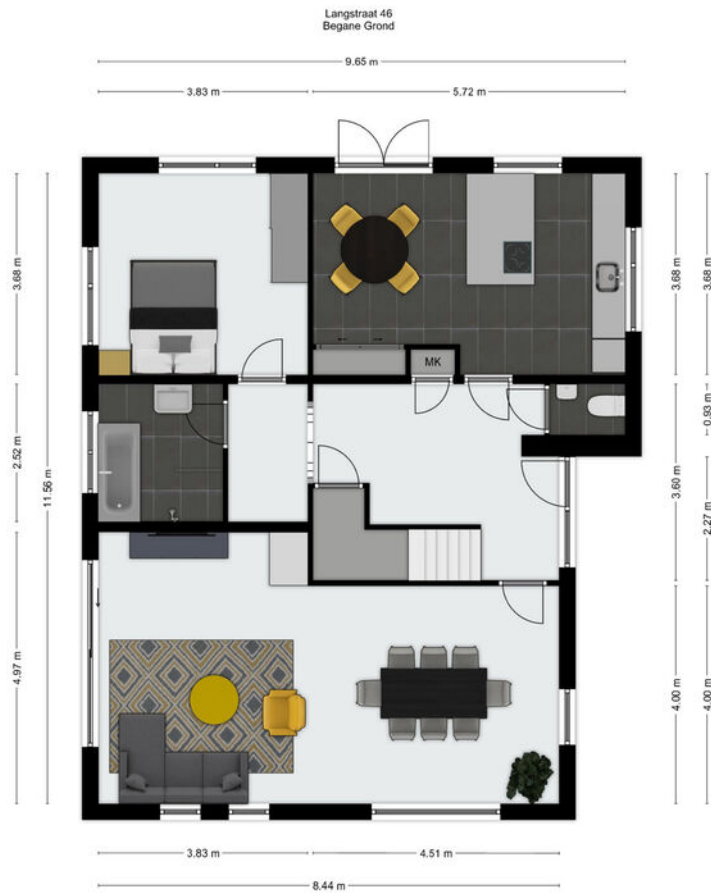 Langstraat 46
Begane Grond
9.65 m
3.83 m
5.72 m
3.68 m
2.52 m
4.97 m
11.56 m
MK
3.68 m
3.60 m
4.00 m
3.68 m
0.93 m
2.27 m
4.00 m
3.83 m
4.51 m
8.44 m